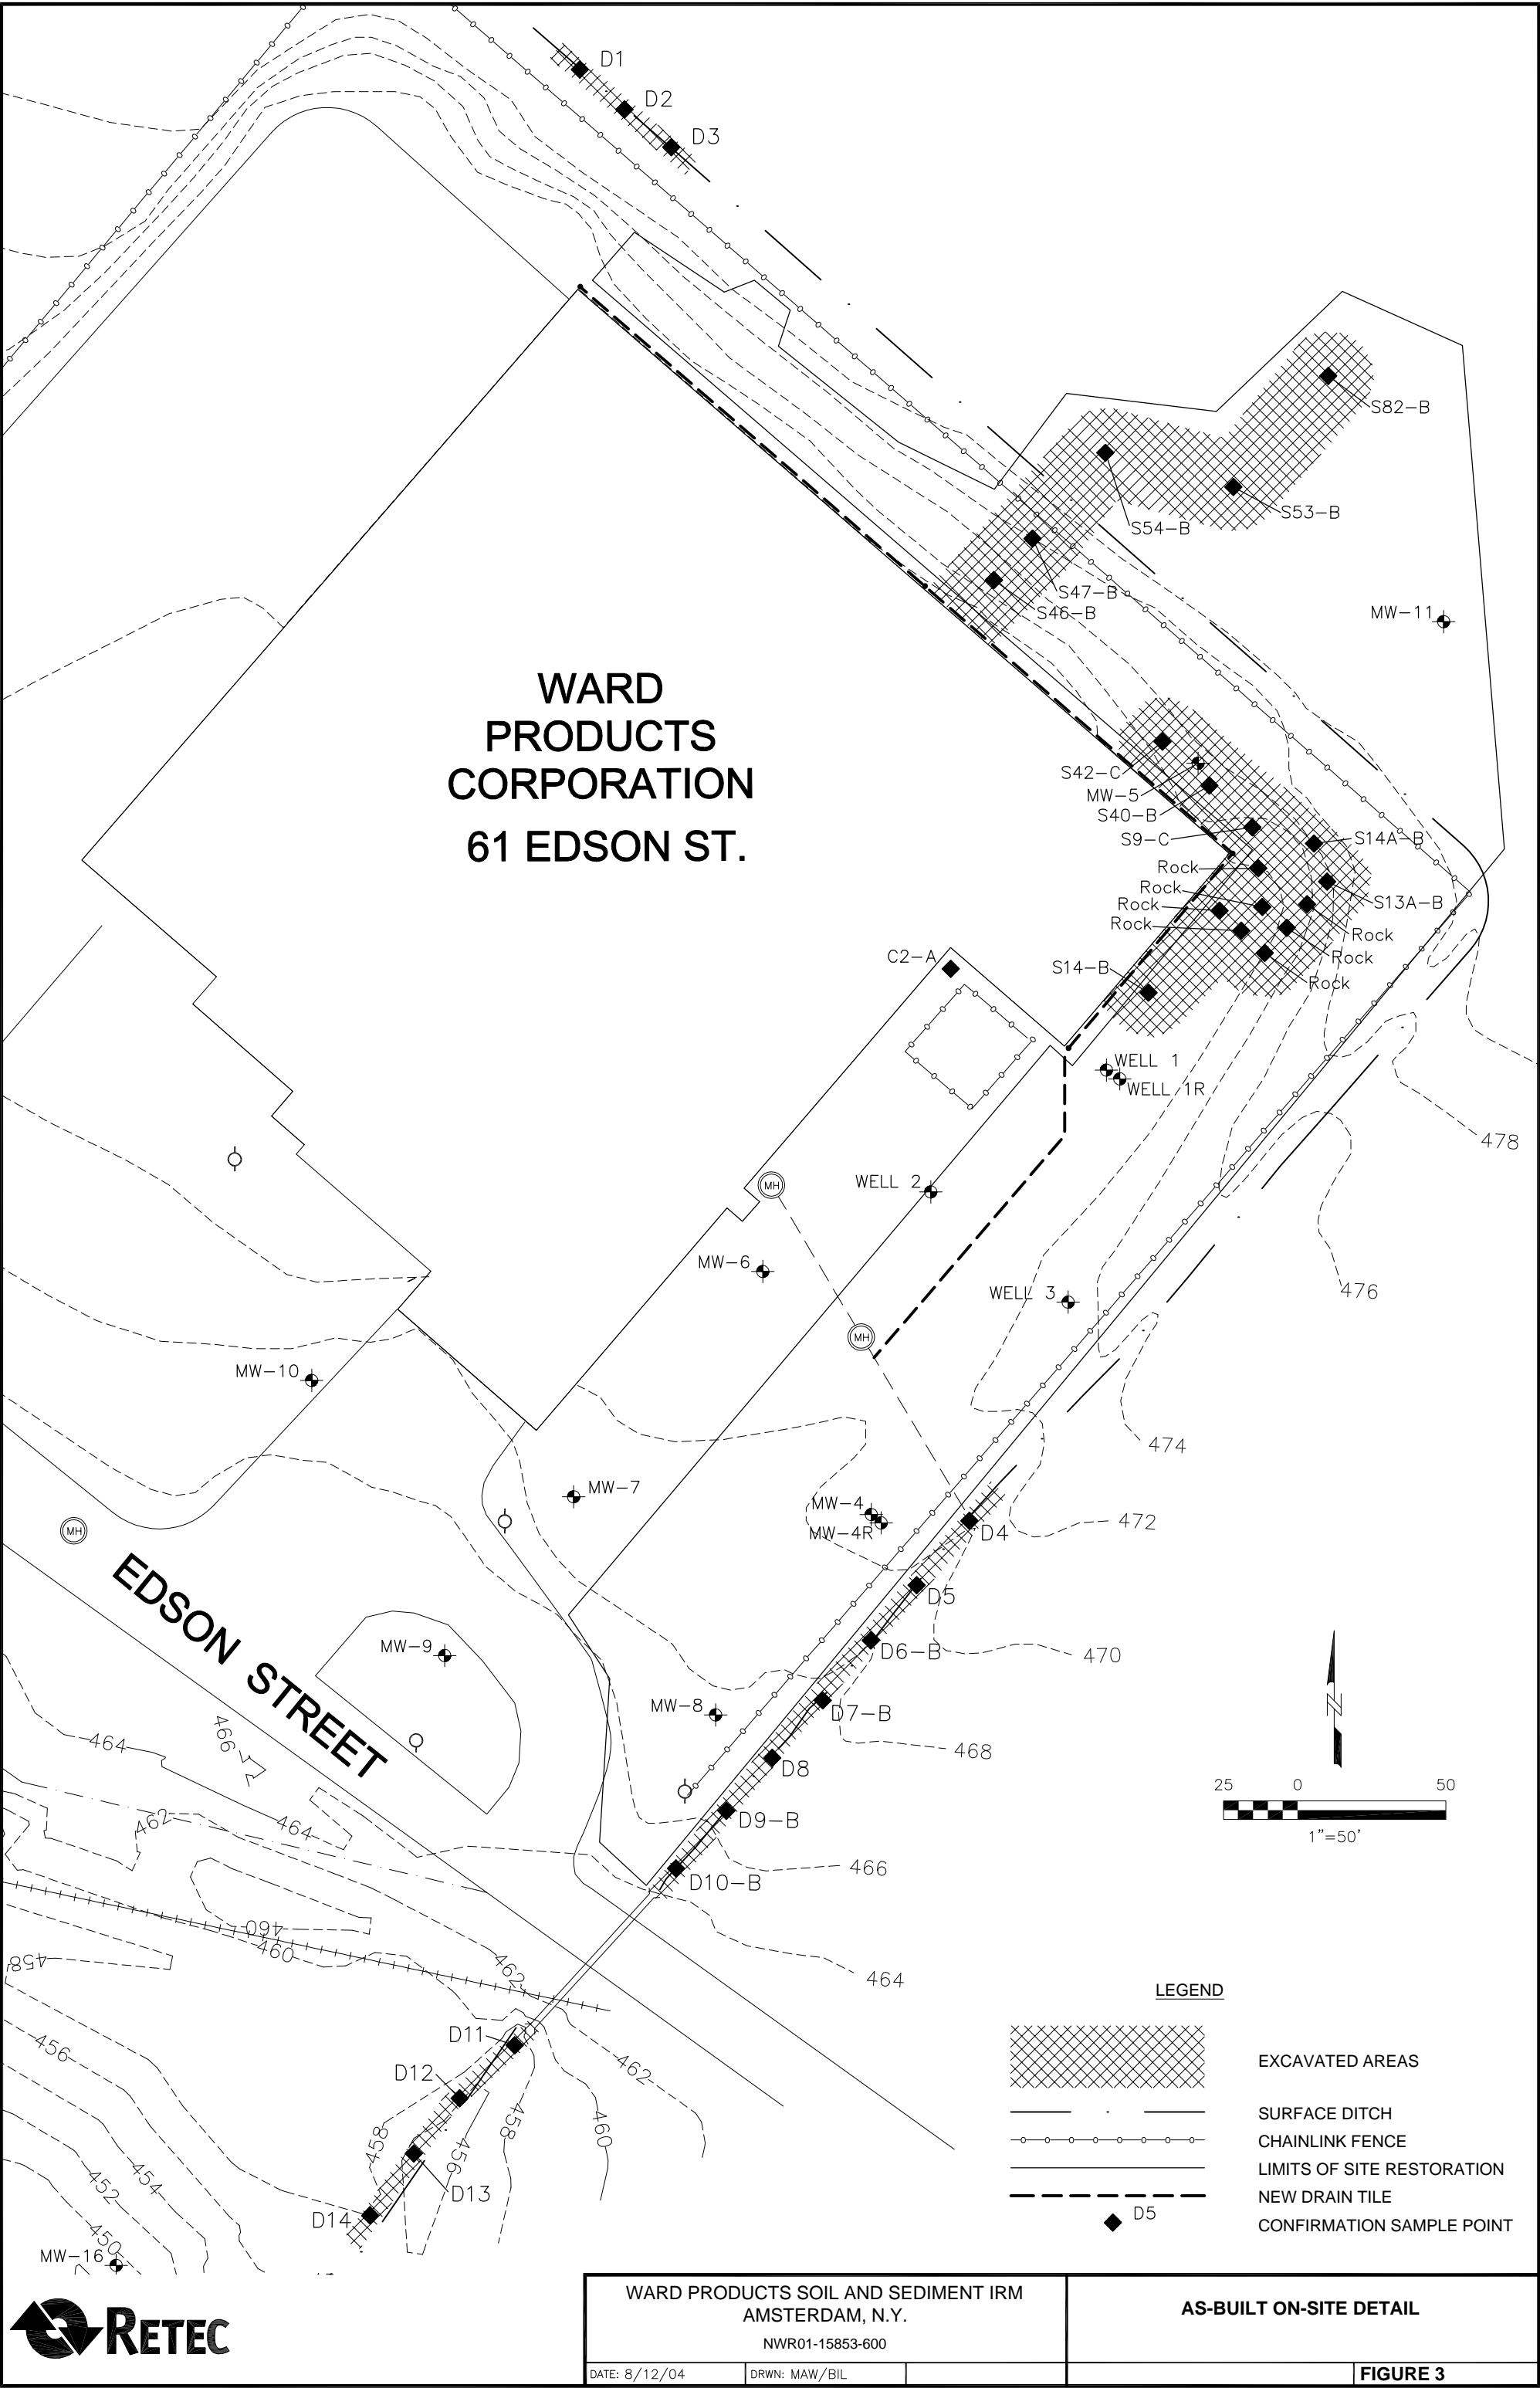 D1
D2
D3
S82-B
S53-B
S54-B
S47-B
S46-B
MW-11
WARD
PRODUCTS
CORPORATION
61 EDSON ST.
S42-C
MW-5
S40-B
S9-C
S14A-B
Rock
Rock
S13A-B
Rock
Rock
Rock
Rock
Rock
C2-A
S14-B
WELL 1
WELL 1R
478
MH
WELL 2
MW-6
476
WELL 3
MH
MW-10
474
MW-7
MW-4
MW-4R
472
D4
MH
EDSON STREET
D5
D6-B
470
MW-9
MW-8
D7-B
468
464
466
D8
25 0 50
1"=50'
462
464
D9-B
466
D10-B
460
460
458
462
464
LEGEND
D11
456
D12
462
EXCAVATED AREAS
458
458
460
SURFACE DITCH
CHAINLINK FENCE
456
454
452
D13
LIMITS OF SITE RESTORATION
NEW DRAIN TILE
D5
CONFIRMATION SAMPLE POINT
D14
450
MW-16
RETEC
WARD PRODUCTS SOIL AND SEDIMENT IRM
AMSTERDAM, N.Y.
NWR01-15853-600
DATE: 8/12/04
DRWN: MAW/BIL
AS-BUILT ON-SITE DETAIL
FIGURE 3